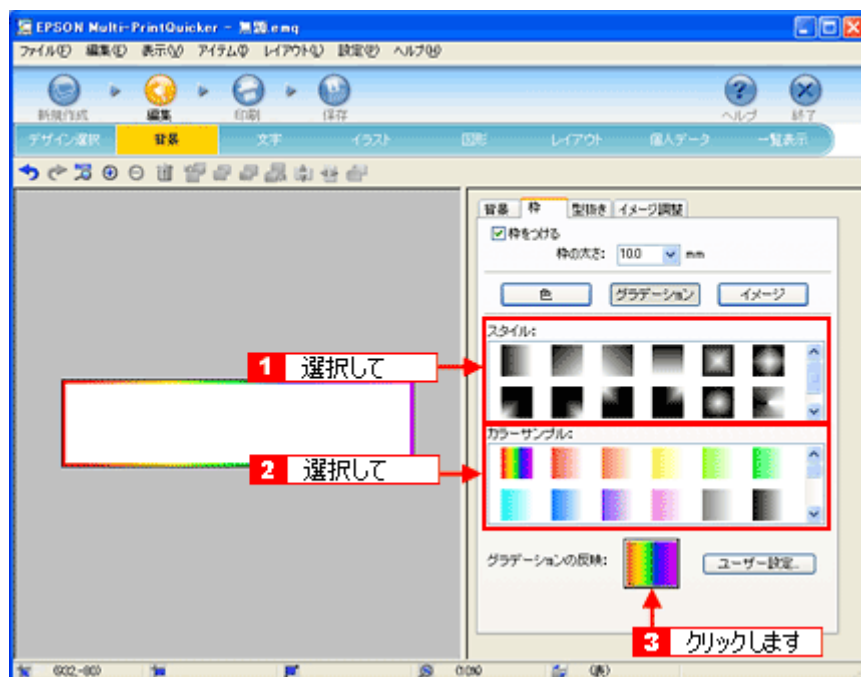 EPSON Multi-PrintQuicker - 無題.emq
ファイル(F) 編集(E) 表示(V) アイテム(I) レイアウト(L) 設定(P) ヘルプ(H)
新規作成 編集 印刷 保存 ヘルプ 終了
デザイン選択 背景 文字 イラスト 図形 レイアウト 個人データ 一覧表示
背景 枠 型抜き イメージ調整
枠をつける
枠の太さ: 10.0 mm
色 グラデーション イメージ
スタイル:
1 選択して
カラーサンプル:
2 選択して
グラデーションの反映: ユーザー設定...
3 クリックします
(表)